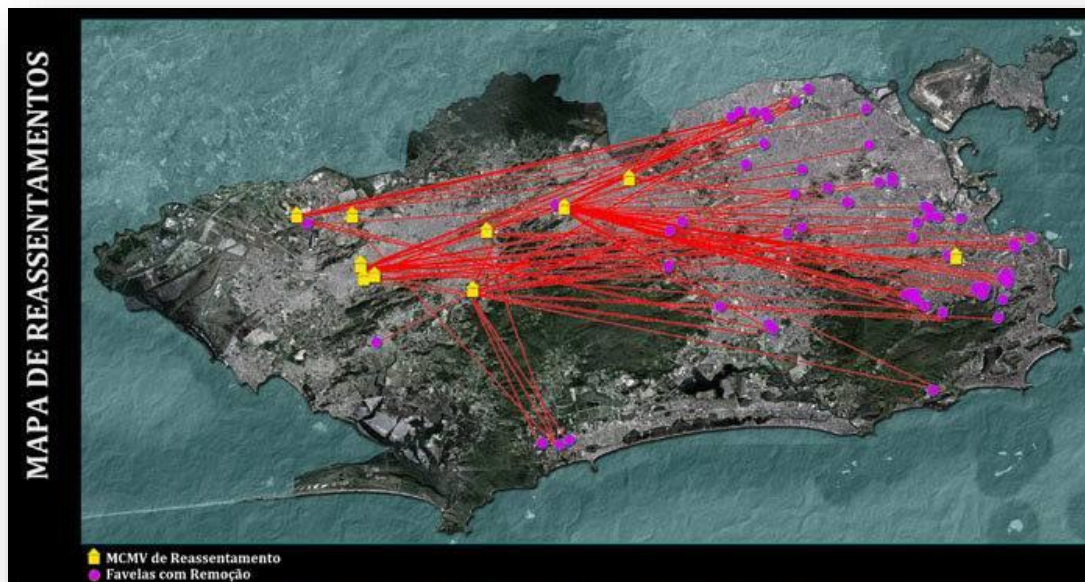 MAPA DE REASSENTAMENTOS
MCMV de Reassentamento
Favelas com Remoção